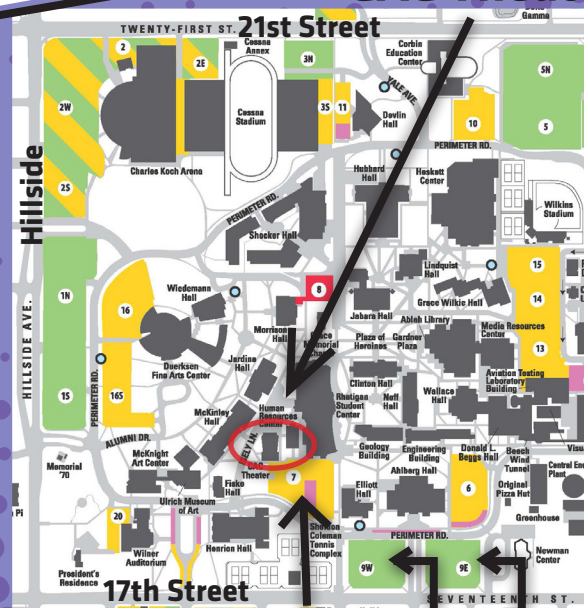 Gamma
TWENTY-FIRST ST.
21st Street
Cessna
Annex
Corbin
Education
Center
2
2E
3N
5N
YALE AVE.
2W
Cessna
Stadium
3S
11
Devlin
Hall
10
5
PERIMETER RD.
Charles Koch Arena
Hubbard
Hall
Heskett
Center
2S
Hillside
Wilkins
Stadium
PERIMETER RD.
Shocker Hall
Lindquist
Hall
15
1N
Wiedemann
Hall
8
Grace Wilkie Hall
14
16
Jabara Hall
Ablah Library
Morrison
Hall
Grace
Memorial
Plaza of
Heroines
Gardner
Plaza
Media Resources
Center
13
HILLSIDE AVE.
Duerksen
Fine Arts Center
Jardine
Hall
Clinton Hall
Aviation Testing
Laboratory
Building
PERIMETER RD.
1S
16S
McKinley
Hall
Human
Resources
Center
Rhatigan
Student
Center
Neff
Hall
Wallace
Hall
ALUMNI DR.
Memorial
'70
McKnight
Art Center
CAC
Theater
Geology
Building
Engineering
Building
Donald L.
Beggs Hall
Beech
Wind
Tunnel
Visu
Fiske
Hall
7
Elliott
Hall
Ahlberg Hall
6
Original
Pizza Hut
Central En
Plant
Pi
Ulrich Museum
of Art
Greenhouse
20
Wilner
Auditorium
Henrion Hall
Sheldon
Coleman
Tennis
Complex
PERIMETER RD.
President's
Residence
9W
9E
Newman
Center
17th Street
SEVENTEENTH ST.